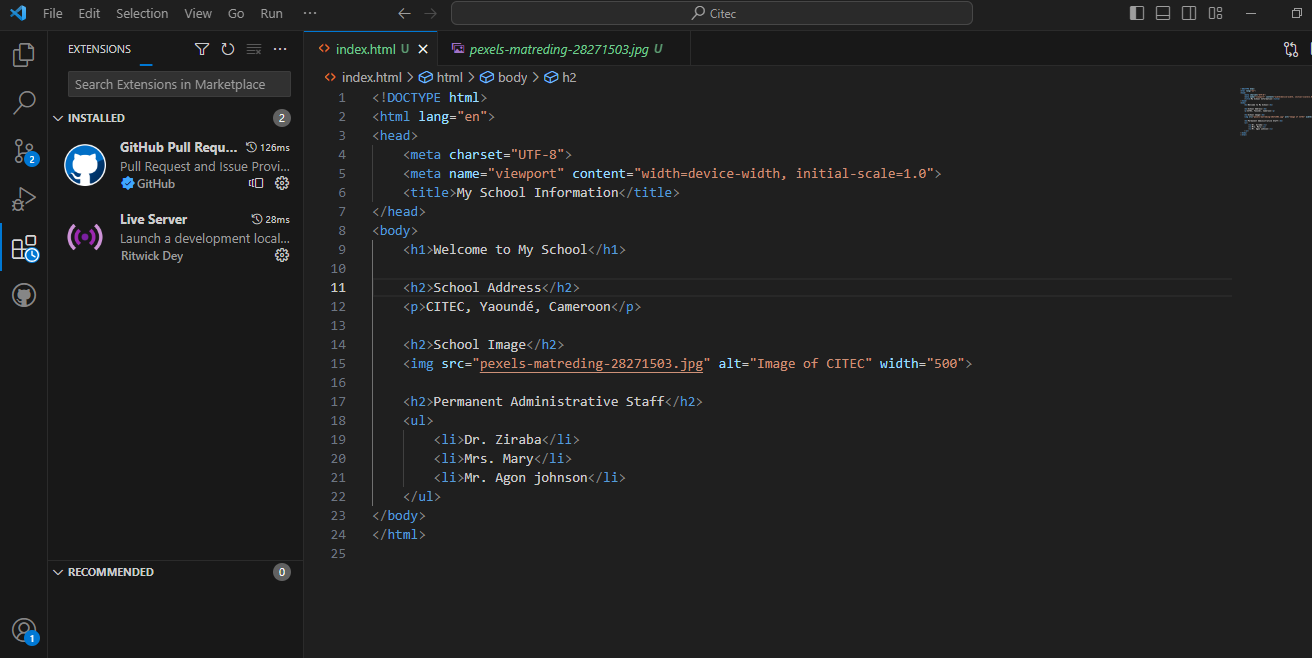 File Edit Selection View Go Run ··· Citec
EXTENSIONS
Search Extensions in Marketplace
INSTALLED 2
GitHub Pull Requ... 126ms
Pull Request and Issue Provi...
GitHub
Live Server 28ms
Launch a development local...
Ritwick Dey
RECOMMENDED 0
2
1
index.html U
pexels-matreding-28271503.jpg U
index.html > html > body > h2
1 <!DOCTYPE html>
2 <html lang="en">
3 <head>
4     <meta charset="UTF-8">
5     <meta name="viewport" content="width=device-width, initial-scale=1.0">
6     <title>My School Information</title>
7 </head>
8 <body>
9     <h1>Welcome to My School</h1>
10
11     <h2>School Address</h2>
12     <p>CITEC, Yaoundé, Cameroon</p>
13
14     <h2>School Image</h2>
15     <img src="pexels-matreding-28271503.jpg" alt="Image of CITEC" width="500">
16
17     <h2>Permanent Administrative Staff</h2>
18     <ul>
19         <li>Dr. Ziraba</li>
20         <li>Mrs. Mary</li>
21         <li>Mr. Agon johnson</li>
22     </ul>
23 </body>
24 </html>
25